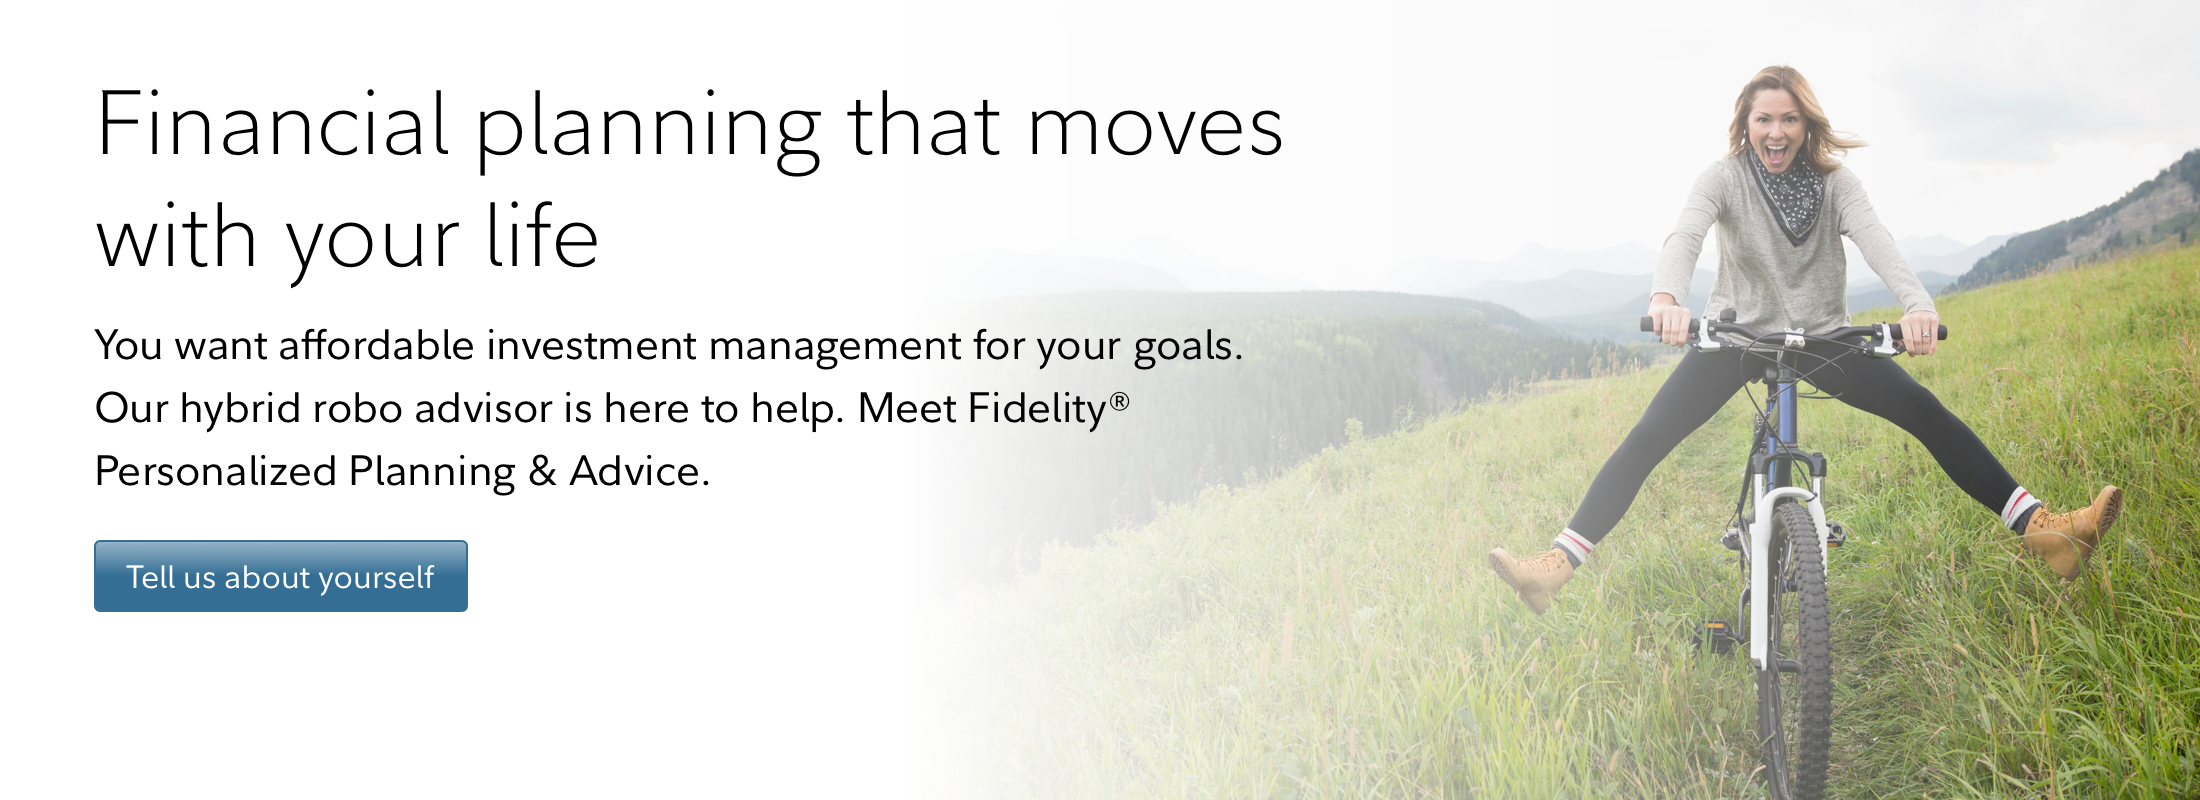 Financial planning that moves
with your life
You want affordable investment management for your goals.
Our hybrid robo advisor is here to help. Meet Fidelity®
Personalized Planning & Advice.
Tell us about yourself